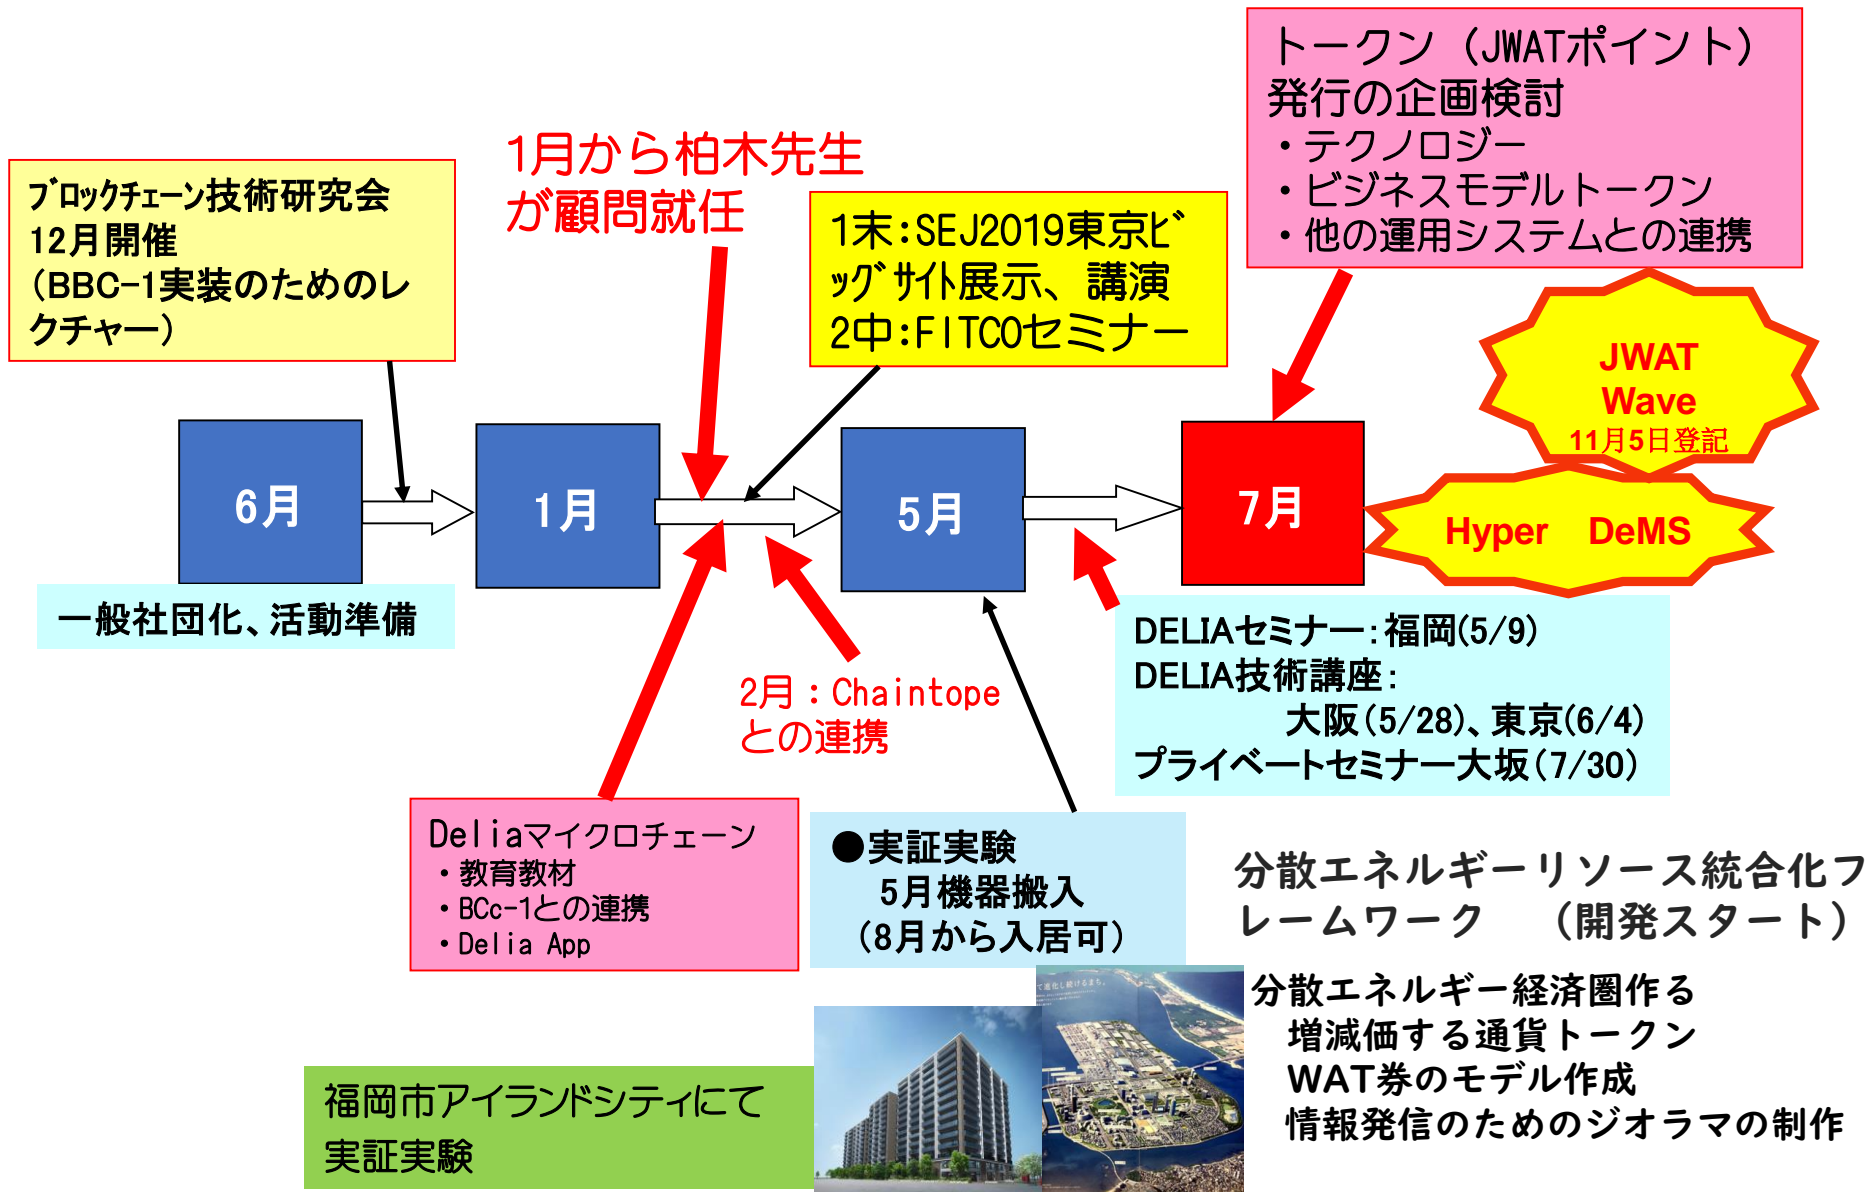 トークン（JWATポイント）
発行の企画検討
・テクノロジー
・ビジネスモデルトークン
・他の運用システムとの連携
1月から柏木先生
が顧問就任
ﾌﾞﾛｯｸﾁｪｰﾝ技術研究会
12月開催
（BBC-1実装のためのレ
クチャー）
1末：SEJ2019東京ﾋﾞ
ｯｸﾞｻｲﾄ展示、講演
2中：FITCOセミナー
JWAT
Wave
11月5日登記
6月
1月
5月
7月
Hyper　DeMS
一般社団化、活動準備
DELIAセミナー：福岡(5/9)
DELIA技術講座：
大阪（5/28）、東京(6/4)
プライベートセミナー大坂（7/30）
2月：Chaintope
との連携
Deliaマイクロチェーン
・教育教材
・BCc-1との連携
・Delia App
●実証実験
5月機器搬入
（8月から入居可）
分散エネルギーリソース統合化フ
レームワーク　（開発スタート）
て進化し続けるまち。
分散エネルギー経済圏作る
増減価する通貨トークン
WAT券のモデル作成
情報発信のためのジオラマの制作
福岡市アイランドシティにて
実証実験